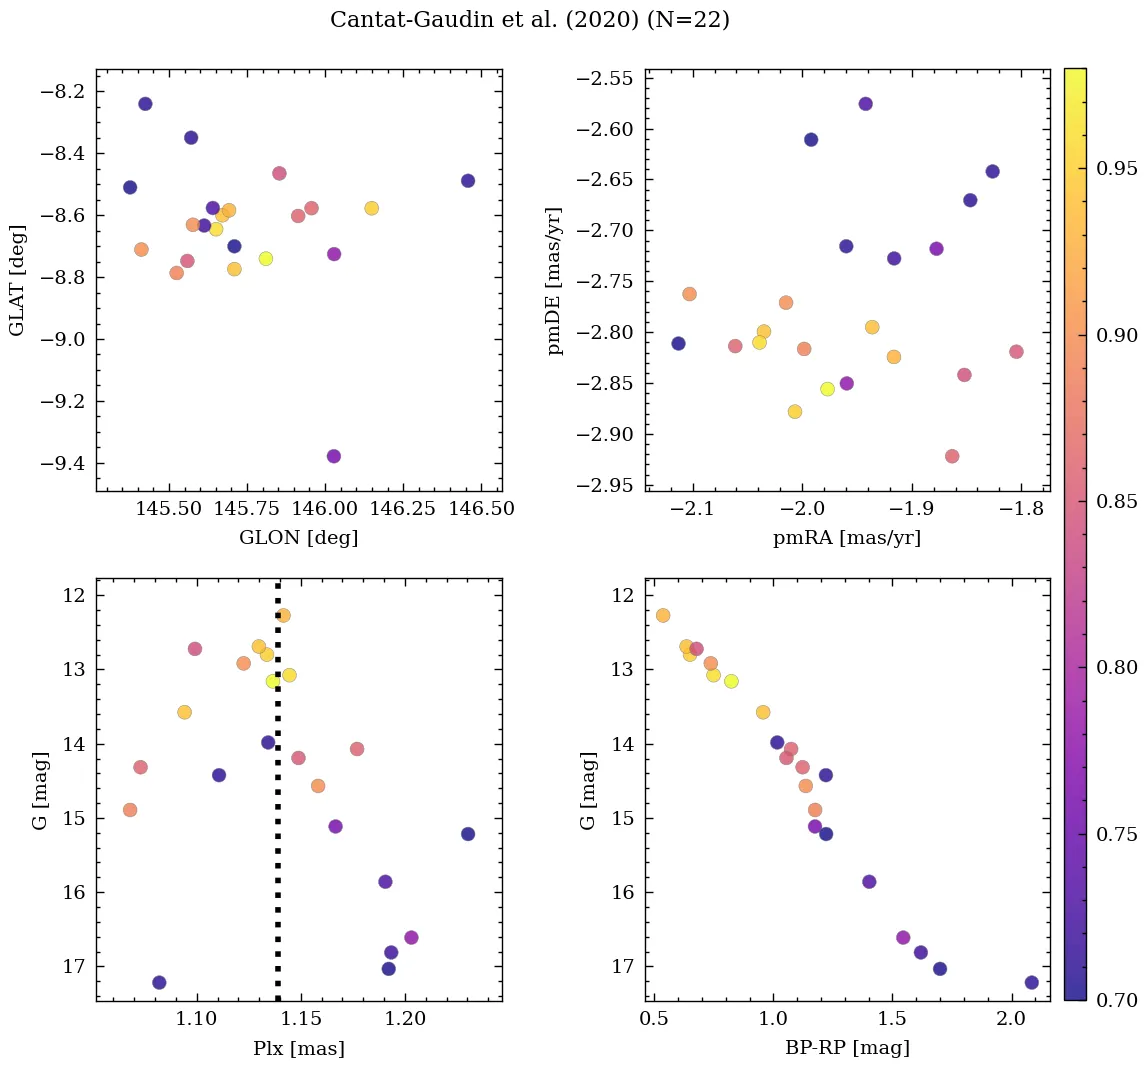 Cantat-Gaudin et al. (2020) (N=22)
−8.2
−8.4
−8.6
−8.8
−9.0
−9.2
−9.4
GLAT [deg]
145.50 145.75 146.00 146.25 146.50
GLON [deg]
−2.55
−2.60
−2.65
−2.70
−2.75
−2.80
−2.85
−2.90
−2.95
pmDE [mas/yr]
−2.1 −2.0 −1.9 −1.8
pmRA [mas/yr]
12
13
14
15
16
17
G [mag]
1.10 1.15 1.20
Plx [mas]
12
13
14
15
16
17
G [mag]
0.5 1.0 1.5 2.0
BP-RP [mag]
0.95
0.90
0.85
0.80
0.75
0.70